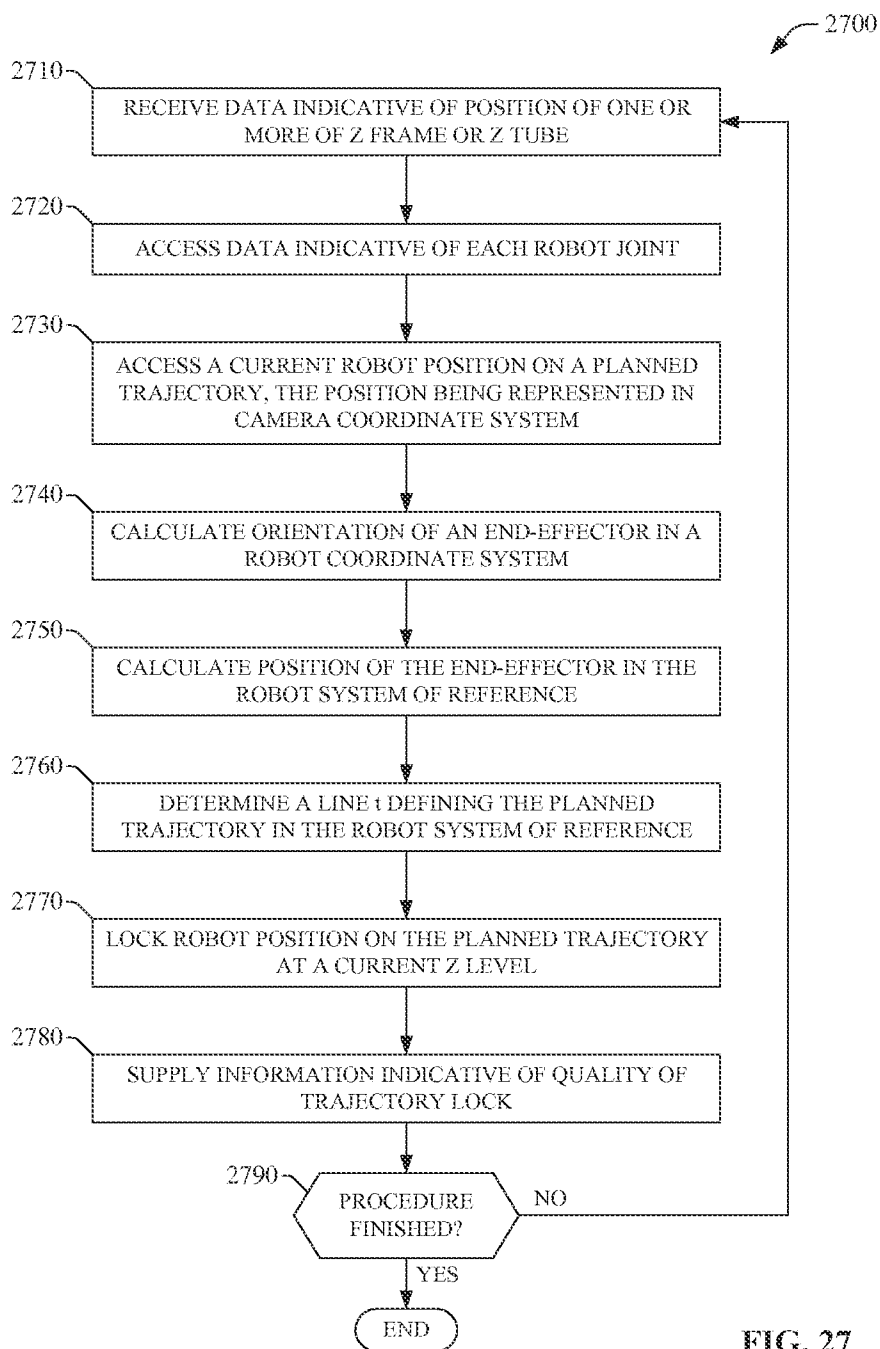 2700
2710
RECEIVE DATA INDICATIVE OF POSITION OF ONE OR
MORE OF Z FRAME OR Z TUBE
2720
ACCESS DATA INDICATIVE OF EACH ROBOT JOINT
2730
ACCESS A CURRENT ROBOT POSITION ON A PLANNED
TRAJECTORY, THE POSITION BEING REPRESENTED IN
CAMERA COORDINATE SYSTEM
2740
CALCULATE ORIENTATION OF AN END-EFFECTOR IN A
ROBOT COORDINATE SYSTEM
2750
CALCULATE POSITION OF THE END-EFFECTOR IN THE
ROBOT SYSTEM OF REFERENCE
2760
DETERMINE A LINE t DEFINING THE PLANNED
TRAJECTORY IN THE ROBOT SYSTEM OF REFERENCE
2770
LOCK ROBOT POSITION ON THE PLANNED TRAJECTORY
AT A CURRENT Z LEVEL
2780
SUPPLY INFORMATION INDICATIVE OF QUALITY OF
TRAJECTORY LOCK
2790
PROCEDURE
FINISHED?
NO
YES
END
FIG. 27